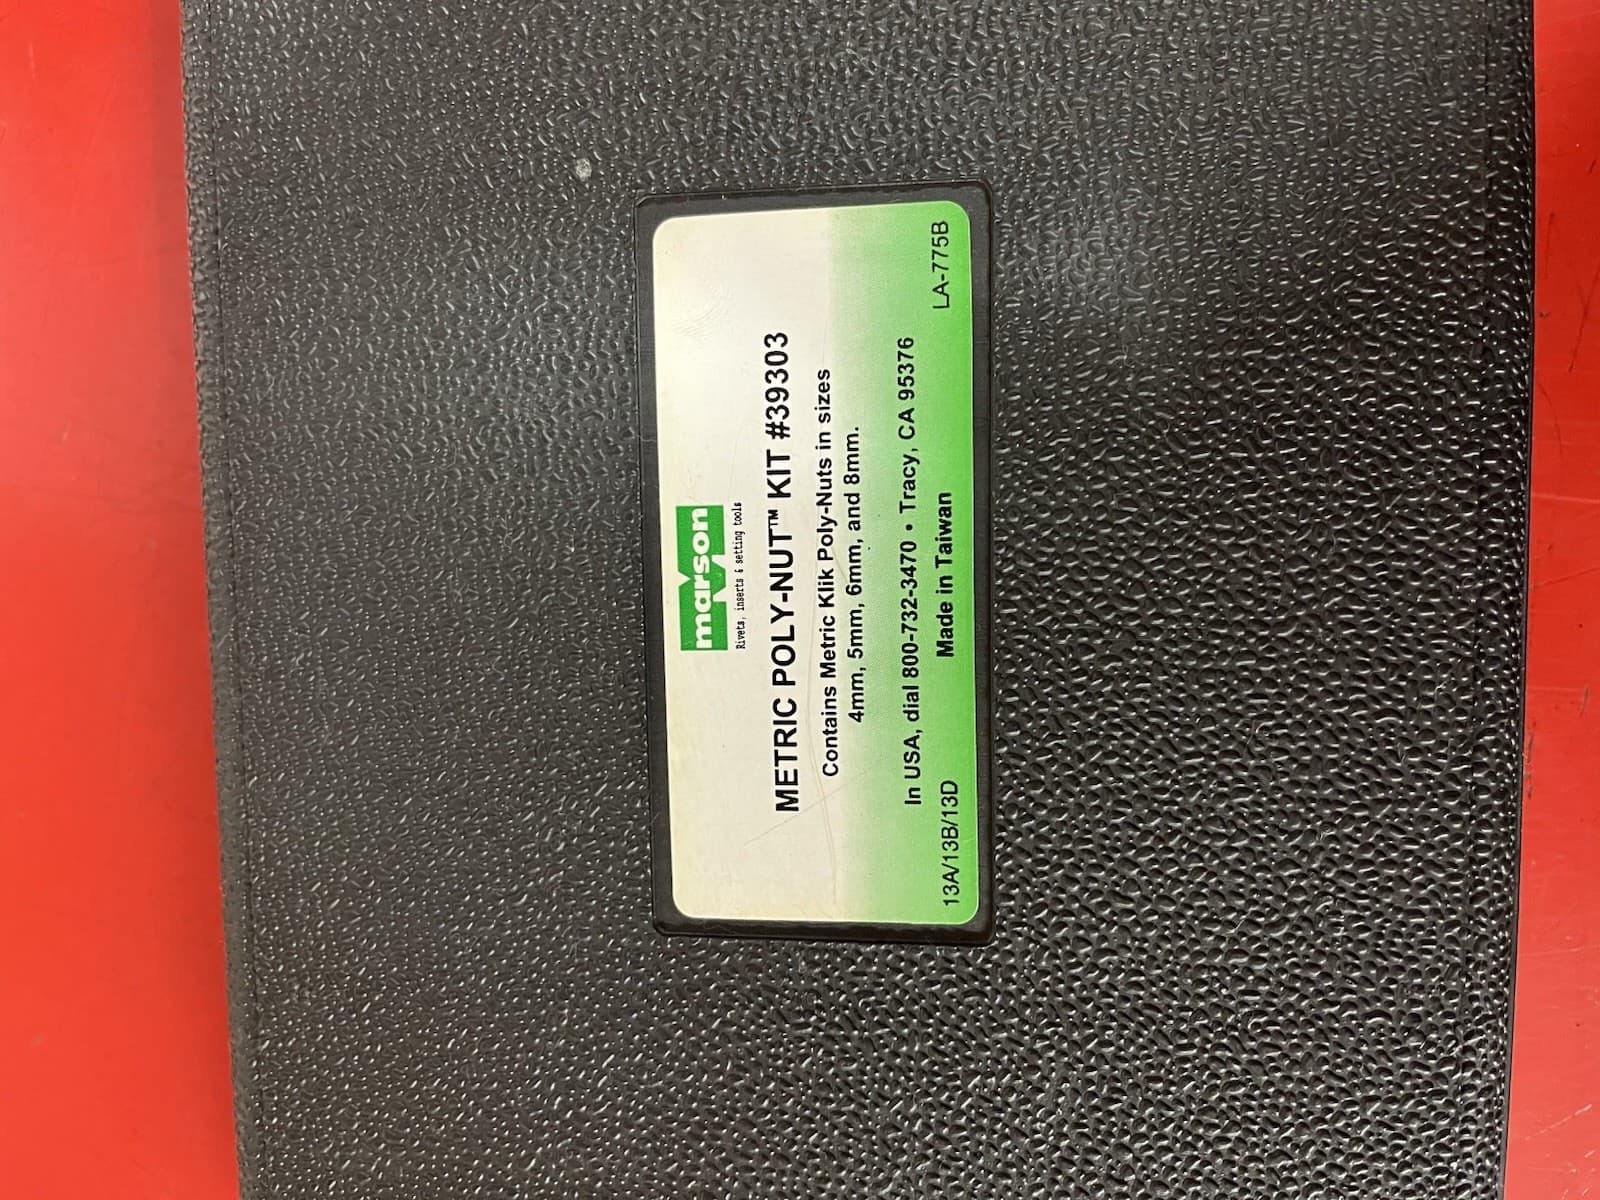 marson
Rivets, inserts & setting tools
METRIC POLY-NUT™ KIT #39303
Contains Metric Klik Poly-Nuts in sizes
4mm, 5mm, 6mm, and 8mm.
In USA, dial 800-732-3470 • Tracy, CA 95376
13A/13B/13D Made in Taiwan LA-775B